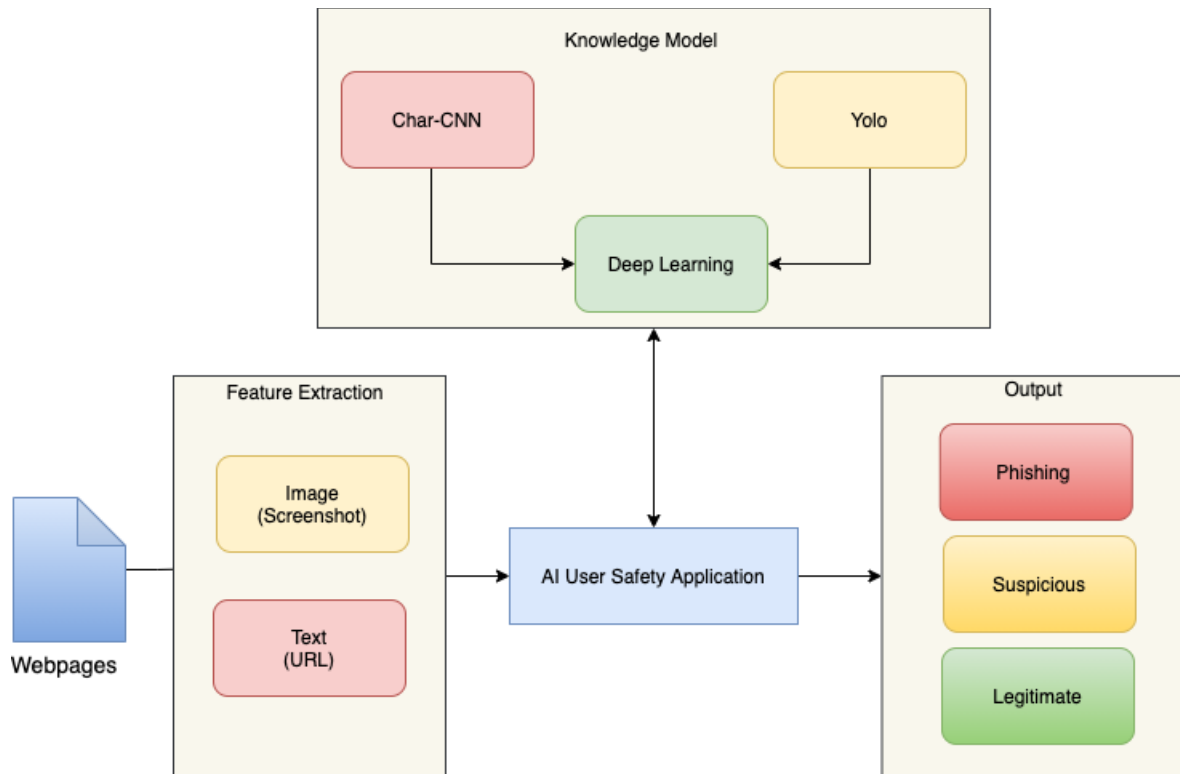 Knowledge Model
Char-CNN
Yolo
Deep Learning
Feature Extraction
Image
(Screenshot)
Text
(URL)
Webpages
AI User Safety Application
Output
Phishing
Suspicious
Legitimate